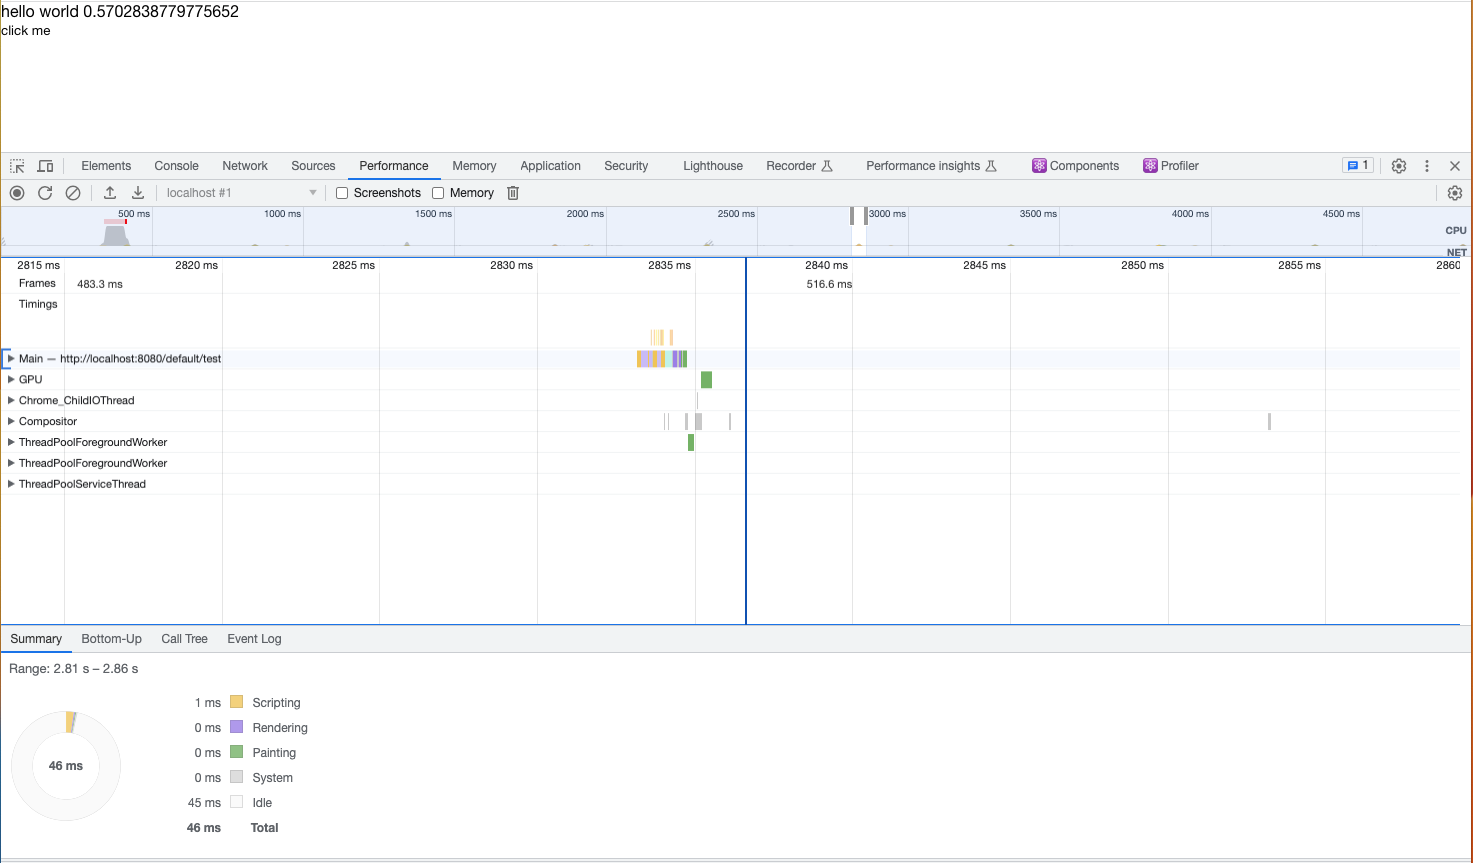 hello world 0.5702838779775652
click me
Elements Console Network Sources Performance Memory Application Security Lighthouse Recorder Performance insights Components Profiler 1
localhost #1 Screenshots Memory
500 ms 1000 ms 1500 ms 2000 ms 2500 ms 3000 ms 3500 ms 4000 ms 4500 ms
CPU
NET
2815 ms 2820 ms 2825 ms 2830 ms 2835 ms 2840 ms 2845 ms 2850 ms 2855 ms 2860
Frames 483.3 ms 516.6 ms
Timings
Main — http://localhost:8080/default/test
GPU
Chrome_ChildIOThread
Compositor
ThreadPoolForegroundWorker
ThreadPoolForegroundWorker
ThreadPoolServiceThread
Summary Bottom-Up Call Tree Event Log
Range: 2.81 s – 2.86 s
1 ms Scripting
0 ms Rendering
0 ms Painting
46 ms
0 ms System
45 ms Idle
46 ms Total